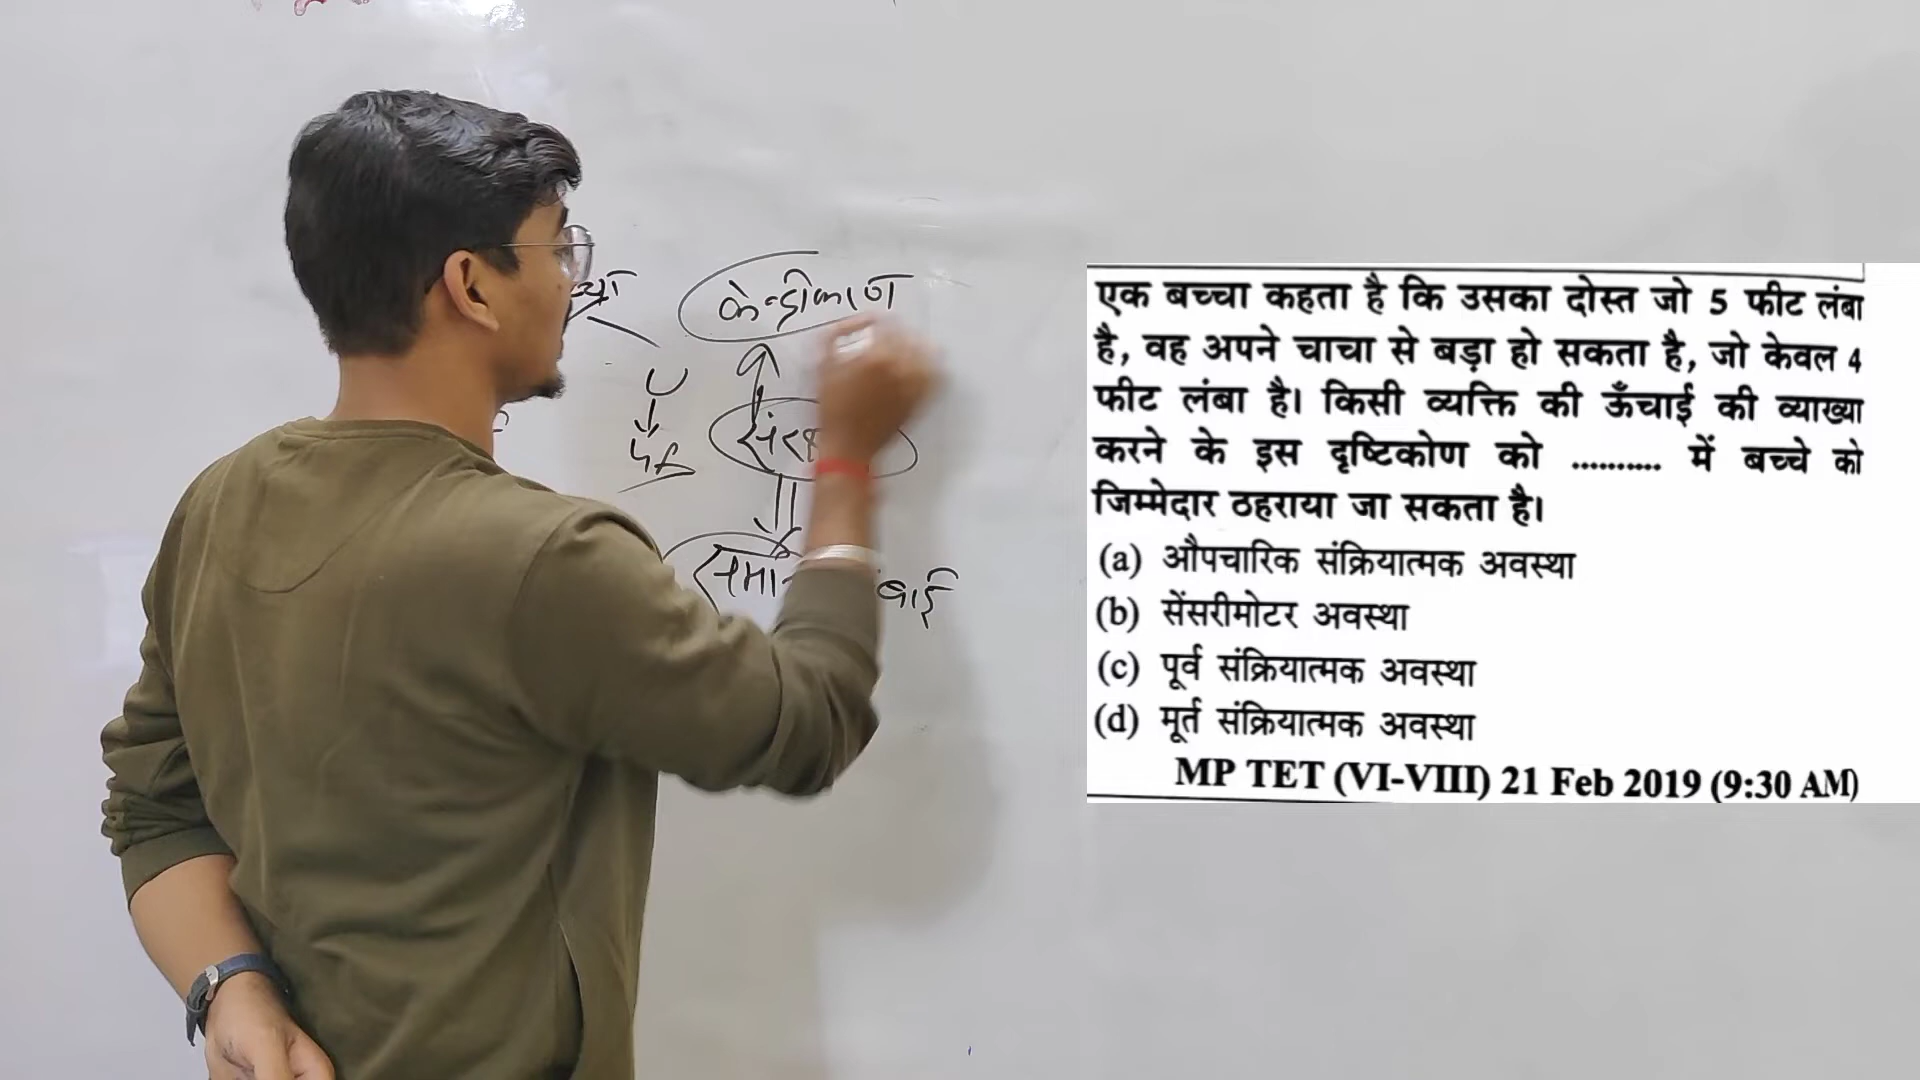 केन्द्रीकरण
एक बच्चा कहता है कि उसका दोस्त जो 5 फीट लंबा
है, वह अपने चाचा से बड़ा हो सकता है, जो केवल 4
फीट लंबा है। किसी व्यक्ति की ऊँचाई की व्याख्या
करने के इस दृष्टिकोण को .......... में बच्चे को
जिम्मेदार ठहराया जा सकता है।
(a) औपचारिक संक्रियात्मक अवस्था
(b) सेंसरीमोटर अवस्था
(c) पूर्व संक्रियात्मक अवस्था
(d) मूर्त संक्रियात्मक अवस्था
MP TET (VI-VIII) 21 Feb 2019 (9:30 AM)